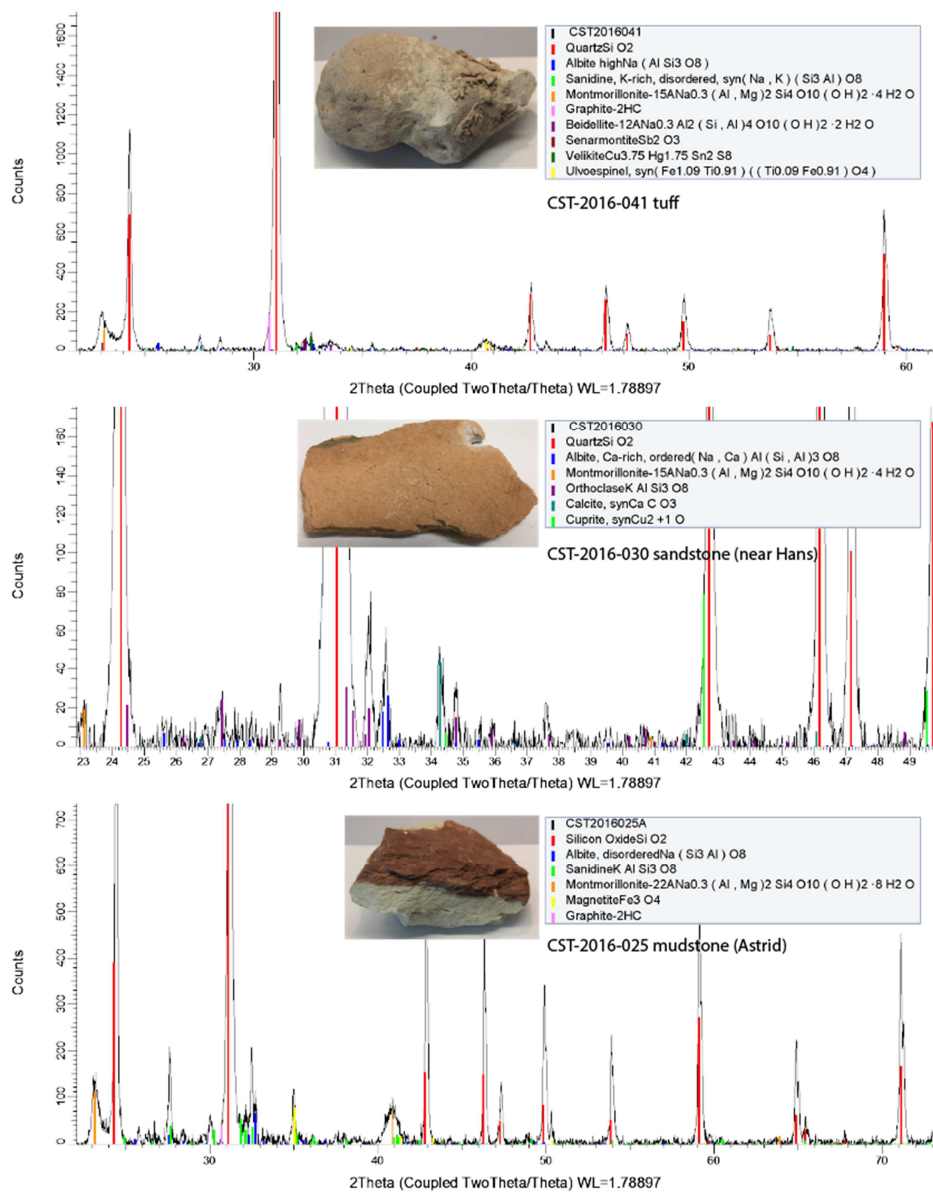 1600
1400
1200
1000
800
600
400
200
0
Counts
CST2016041
QuartzSi O2
Albite highNa ( Al Si3 O8 )
Sanidine, K-rich, disordered, syn( Na , K ) ( Si3 Al ) O8
Montmorillonite-15ANa0.3 ( Al , Mg )2 Si4 O10 ( O H )2 ·4 H2 O
Graphite-2HC
Beidellite-12ANa0.3 Al2 ( Si , Al )4 O10 ( O H )2 ·2 H2 O
SenarmontiteSb2 O3
VelikiteCu3.75 Hg1.75 Sn2 S8
Ulvoespinel, syn( Fe1.09 Ti0.91 ) ( ( Ti0.09 Fe0.91 ) O4 )
CST-2016-041 tuff
30 40 50 60
2Theta (Coupled TwoTheta/Theta) WL=1.78897
160
140
120
100
80
60
40
20
0
Counts
CST2016030
QuartzSi O2
Albite, Ca-rich, ordered( Na , Ca ) Al ( Si , Al )3 O8
Montmorillonite-15ANa0.3 ( Al , Mg )2 Si4 O10 ( O H )2 ·4 H2 O
OrthoclaseK Al Si3 O8
Calcite, synCa C O3
Cuprite, synCu2 +1 O
CST-2016-030 sandstone (near Hans)
23 24 25 26 27 28 29 30 31 32 33 34 35 36 37 38 39 40 41 42 43 44 45 46 47 48 49
2Theta (Coupled TwoTheta/Theta) WL=1.78897
700
600
500
400
300
200
100
0
Counts
CST2016025A
Silicon OxideSi O2
Albite, disorderedNa ( Si3 Al ) O8
SanidineK Al Si3 O8
Montmorillonite-22ANa0.3 ( Al , Mg )2 Si4 O10 ( O H )2 ·8 H2 O
MagnetiteFe3 O4
Graphite-2HC
CST-2016-025 mudstone (Astrid)
30 40 50 60 70
2Theta (Coupled TwoTheta/Theta) WL=1.78897